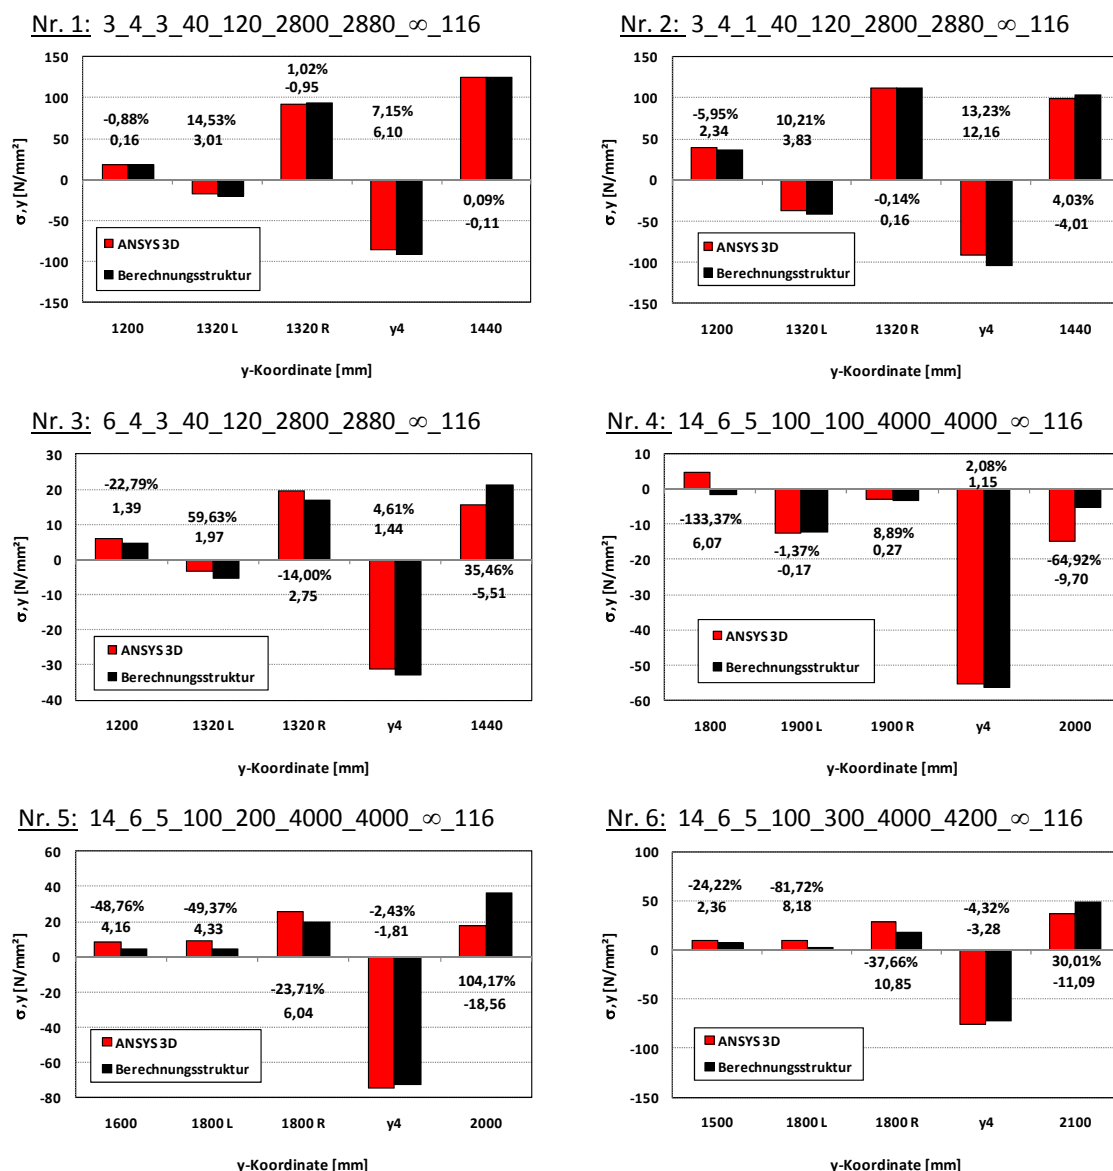 Nr. 1: 3_4_3_40_120_2800_2880_∞_116
150
100
50
0
-50
-100
-150
σ,y [N/mm²]
-0,88%
0,16
14,53%
3,01
1,02%
-0,95
7,15%
6,10
0,09%
-0,11
ANSYS 3D
Berechnungsstruktur
1200 1320 L 1320 R y4 1440
y-Koordinate [mm]
Nr. 2: 3_4_1_40_120_2800_2880_∞_116
150
100
50
0
-50
-100
-150
σ,y [N/mm²]
-5,95%
2,34
10,21%
3,83
-0,14%
0,16
13,23%
12,16
4,03%
-4,01
ANSYS 3D
Berechnungsstruktur
1200 1320 L 1320 R y4 1440
y-Koordinate [mm]
Nr. 3: 6_4_3_40_120_2800_2880_∞_116
30
20
10
0
-10
-20
-30
-40
σ,y [N/mm²]
-22,79%
1,39
59,63%
1,97
-14,00%
2,75
4,61%
1,44
35,46%
-5,51
ANSYS 3D
Berechnungsstruktur
1200 1320 L 1320 R y4 1440
y-Koordinate [mm]
Nr. 4: 14_6_5_100_100_4000_4000_∞_116
10
0
-10
-20
-30
-40
-50
-60
σ,y [N/mm²]
-133,37%
6,07
-1,37%
-0,17
8,89%
0,27
2,08%
1,15
-64,92%
-9,70
ANSYS 3D
Berechnungsstruktur
1800 1900 L 1900 R y4 2000
y-Koordinate [mm]
Nr. 5: 14_6_5_100_200_4000_4000_∞_116
60
40
20
0
-20
-40
-60
-80
σ,y [N/mm²]
-48,76%
4,16
-49,37%
4,33
-23,71%
6,04
-2,43%
-1,81
104,17%
-18,56
ANSYS 3D
Berechnungsstruktur
1600 1800 L 1800 R y4 2000
y-Koordinate [mm]
Nr. 6: 14_6_5_100_300_4000_4200_∞_116
100
50
0
-50
-100
-150
σ,y [N/mm²]
-24,22%
2,36
-81,72%
8,18
-37,66%
10,85
-4,32%
-3,28
30,01%
-11,09
ANSYS 3D
Berechnungsstruktur
1500 1800 L 1800 R y4 2100
y-Koordinate [mm]